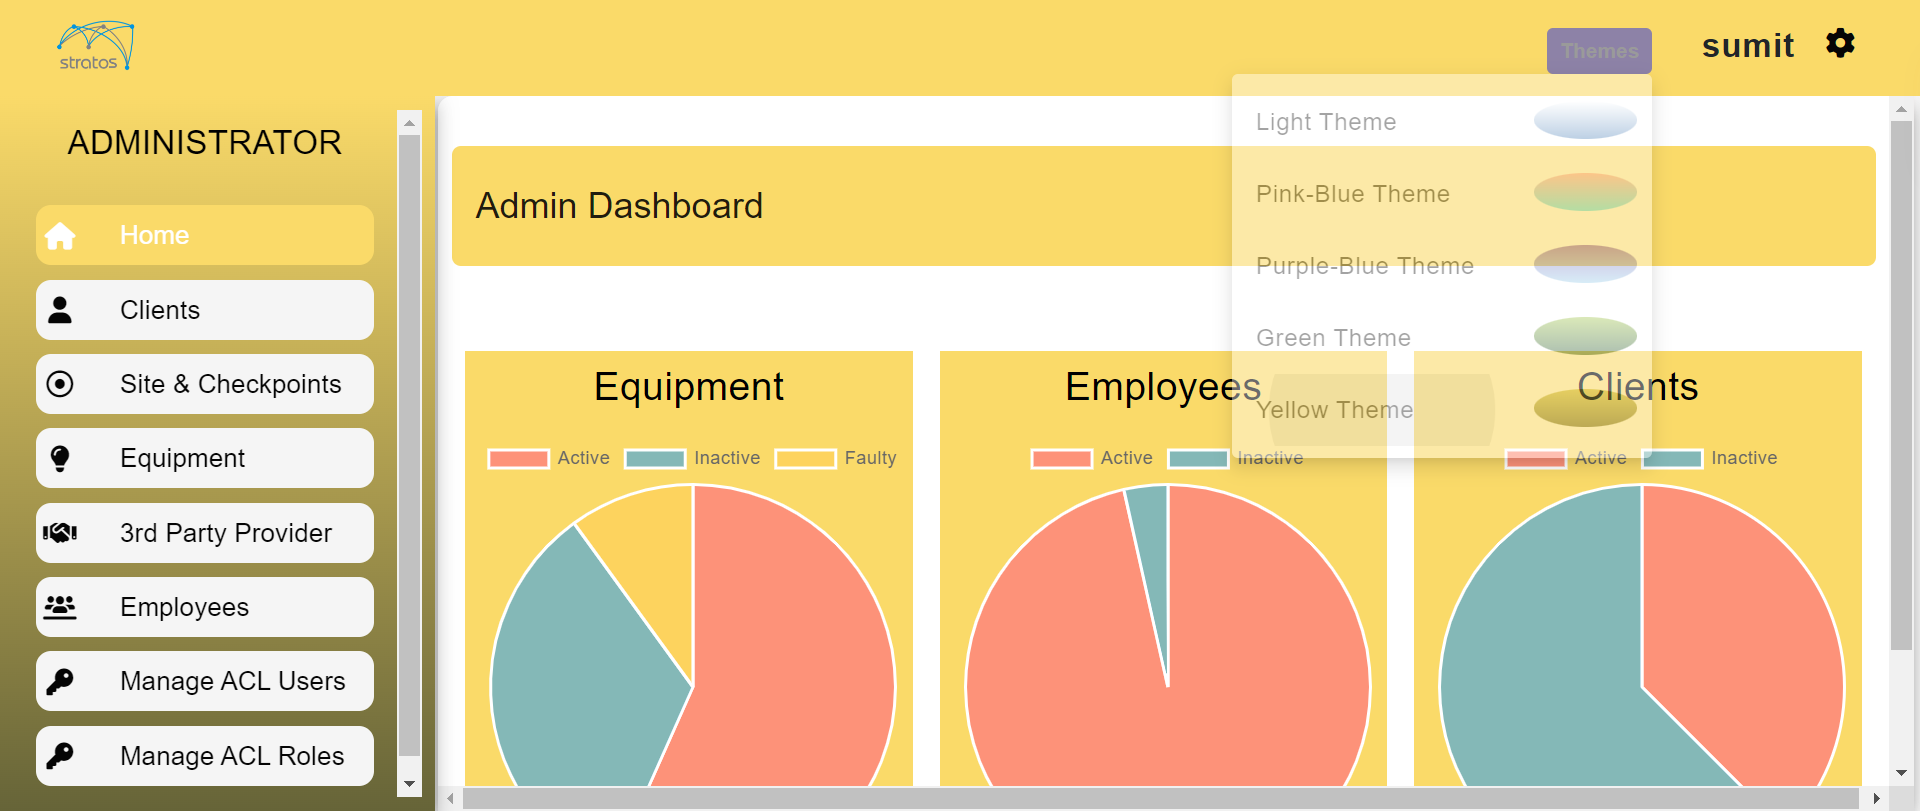 stratos
Themes
sumit
ADMINISTRATOR
Home
Clients
Site & Checkpoints
Equipment
3rd Party Provider
Employees
Manage ACL Users
Manage ACL Roles
Light Theme
Pink-Blue Theme
Purple-Blue Theme
Green Theme
Yellow Theme
Admin Dashboard
Equipment
Active Inactive Faulty
Employees
Active Inactive
Clients
Active Inactive